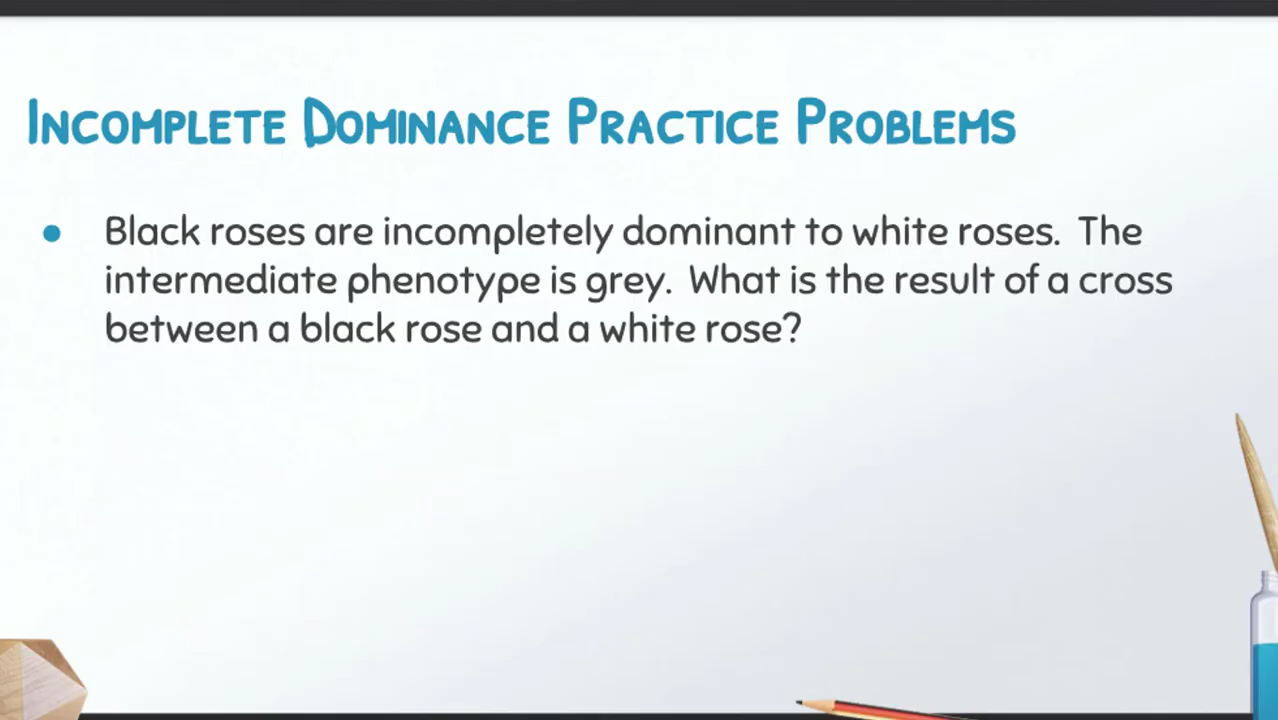 Incomplete Dominance Practice Problems
• Black roses are incompletely dominant to white roses. The
intermediate phenotype is grey. What is the result of a cross
between a black rose and a white rose?